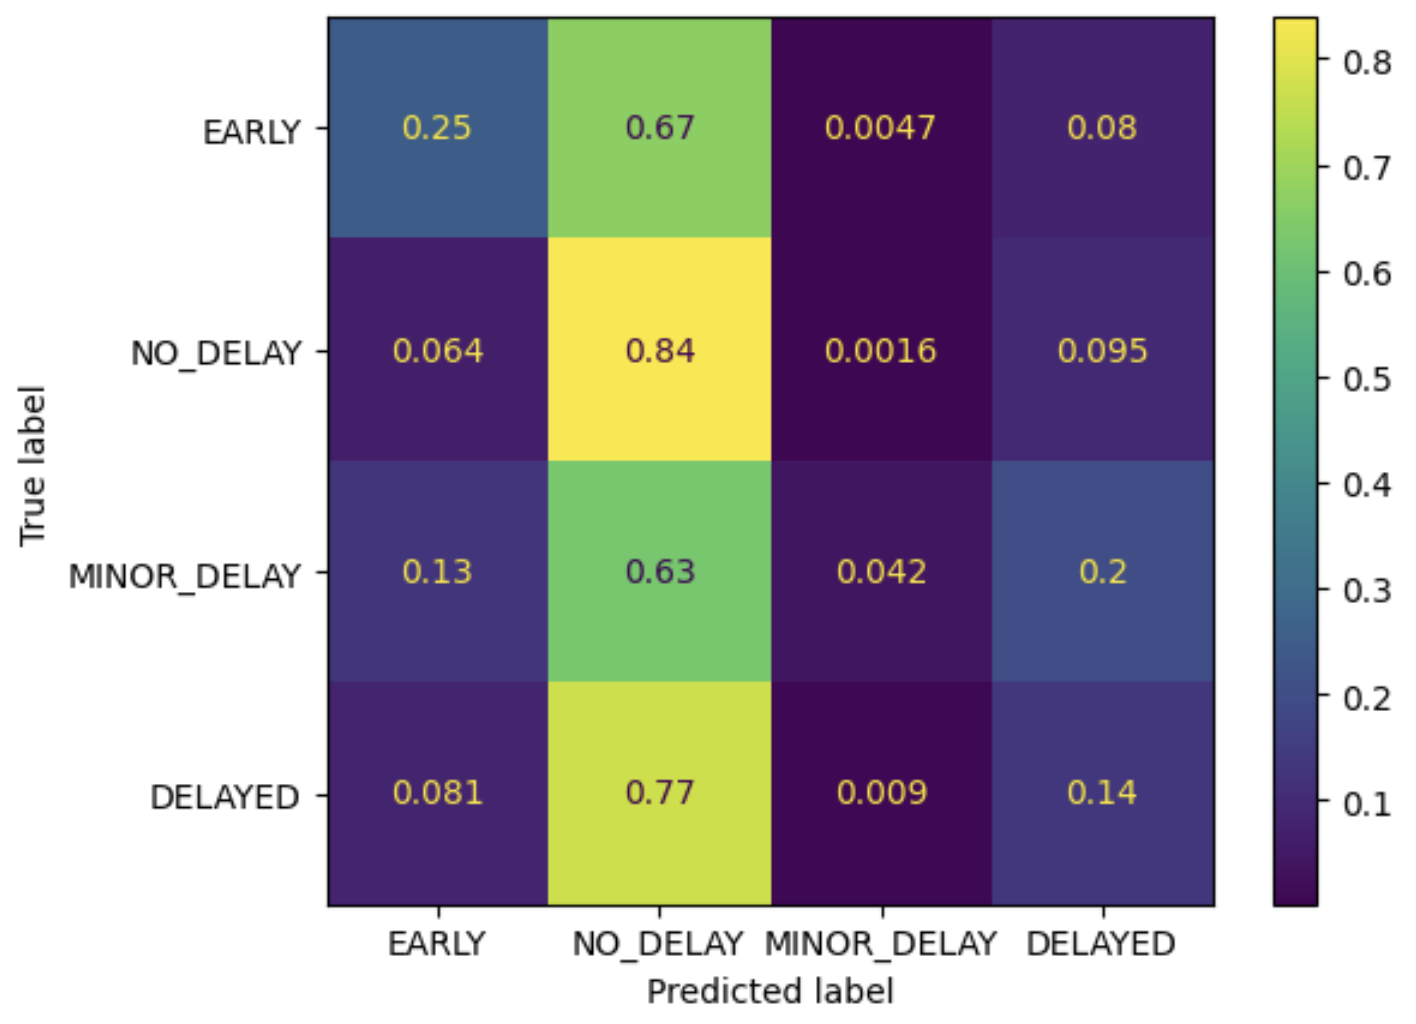 EARLY 0.25 0.67 0.0047 0.08
NO_DELAY 0.064 0.84 0.0016 0.095
MINOR_DELAY 0.13 0.63 0.042 0.2
DELAYED 0.081 0.77 0.009 0.14
EARLY NO_DELAY MINOR_DELAY DELAYED
Predicted label
True label
0.8
0.7
0.6
0.5
0.4
0.3
0.2
0.1